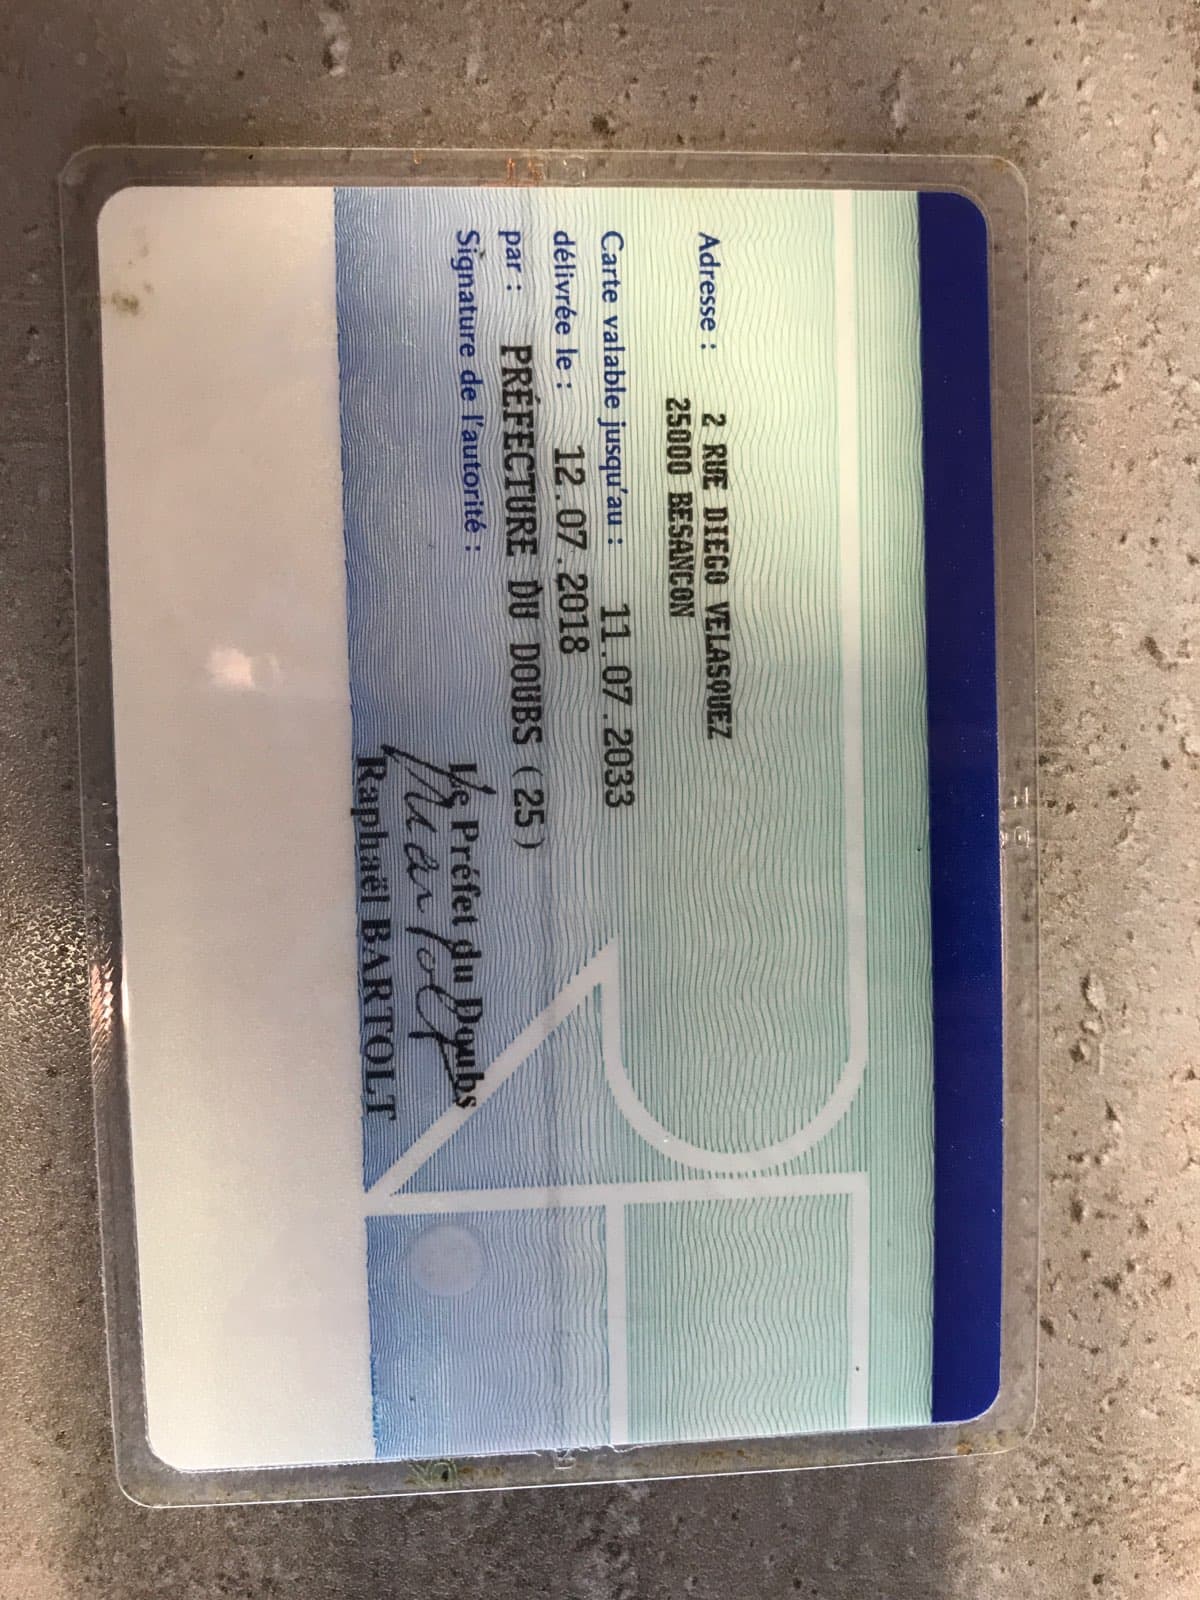 Adresse : 2 RUE DIEGO VELASQUEZ
25000 BESANCON
Carte valable jusqu'au : 11.07.2033
délivrée le : 12.07.2018
par : PRÉFECTURE DU DOUBS (25)
Signature de l'autorité :
Le Préfet du Doubs
Raphaël BARTOLT